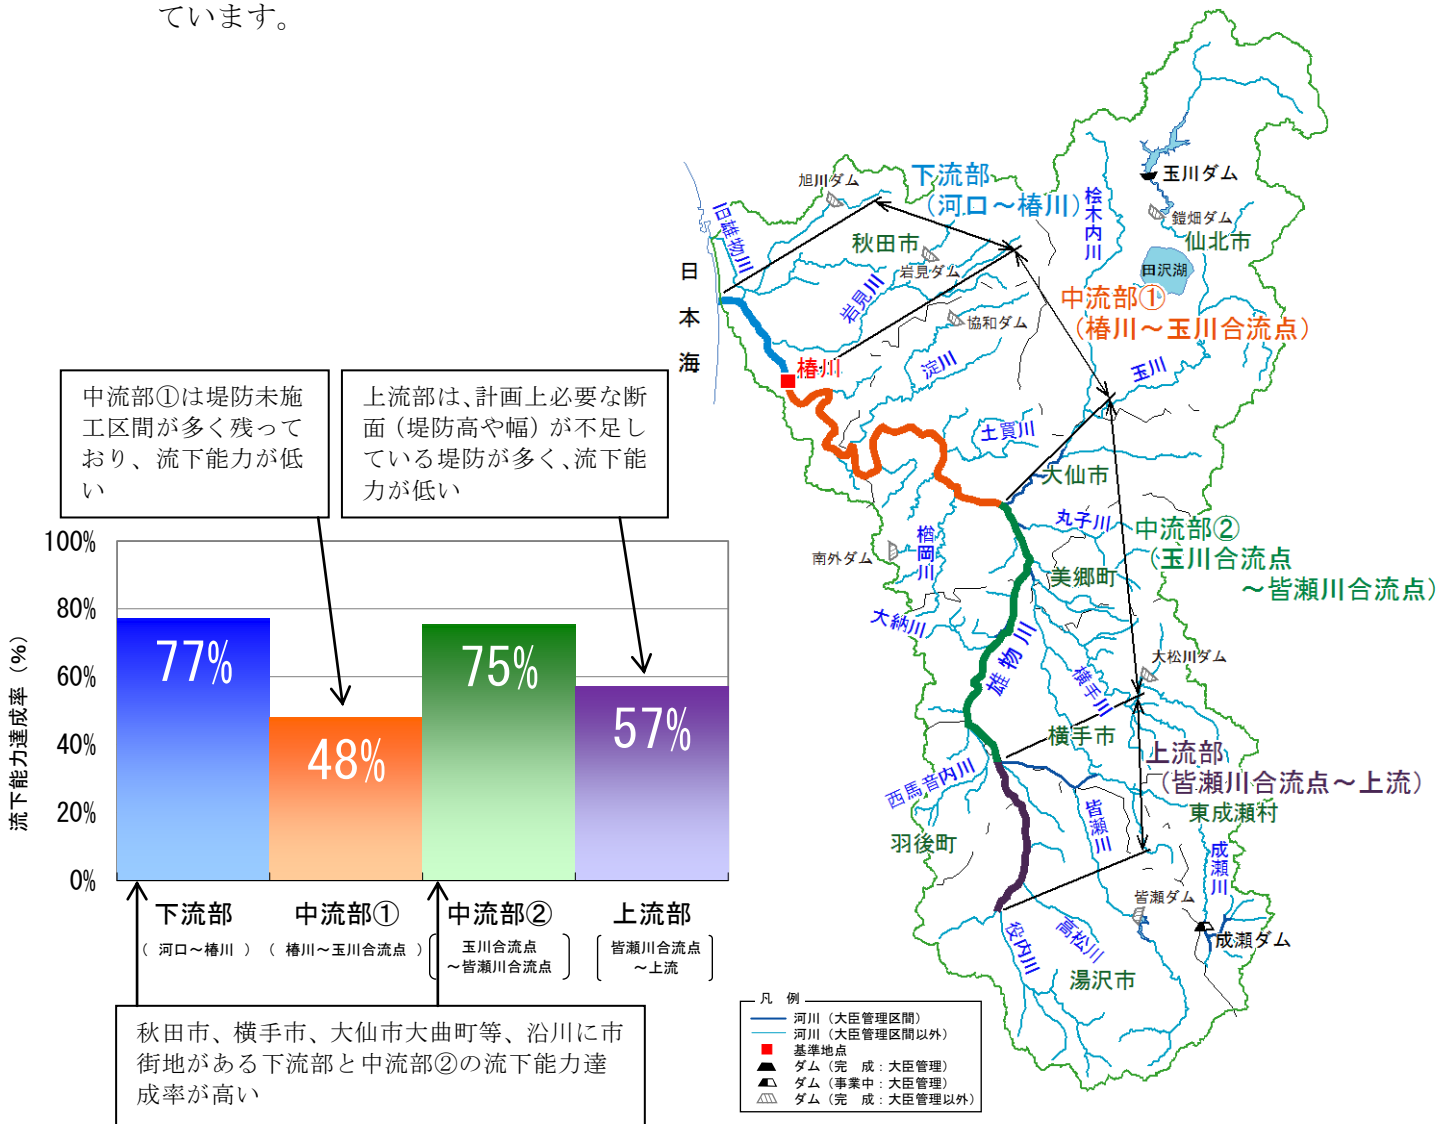 ています。
中流部①は堤防未施
工区間が多く残って
おり、流下能力が低
い
上流部は、計画上必要な断
面（堤防高や幅）が不足し
ている堤防が多く、流下能
力が低い
流下能力達成率（%）
100%
80%
60%
40%
20%
0%
77%
48%
75%
57%
下流部
（ 河口～椿川 ）
中流部①
（ 椿川～玉川合流点 ）
中流部②
玉川合流点
～皆瀬川合流点
上流部
皆瀬川合流点
～上流
秋田市、横手市、大仙市大曲町等、沿川に市
街地がある下流部と中流部②の流下能力達
成率が高い
日本海
旧雄物川
旭川ダム
下流部
（河口～椿川）
秋田市
岩見ダム
岩見川
協和ダム
椿川
淀川
桧木内川
玉川ダム
鎧畑ダム
仙北市
田沢湖
中流部①
（椿川～玉川合流点）
玉川
土買川
大仙市
丸子川
楢岡川
南外ダム
中流部②
（玉川合流点
～皆瀬川合流点）
美郷町
大納川
雄物川
大松川ダム
横手川
横手市
上流部
（皆瀬川合流点～上流）
西馬音内川
東成瀬村
羽後町
皆瀬川
成瀬川
皆瀬ダム
成瀬ダム
役内川
高松川
湯沢市
凡 例
河川（大臣管理区間）
河川（大臣管理区間以外）
基準地点
ダム（完 成：大臣管理）
ダム（事業中：大臣管理）
ダム（完 成：大臣管理以外）